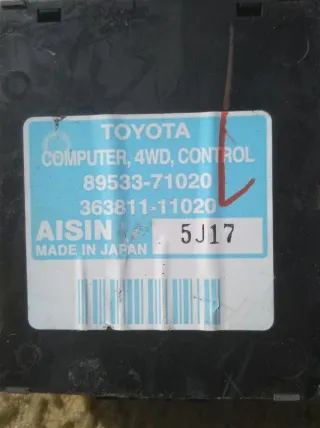 TOYOTA
COMPUTER, 4WD, CONTROL
89533-71020
363811-11020
AISIN
5J17
MADE IN JAPAN